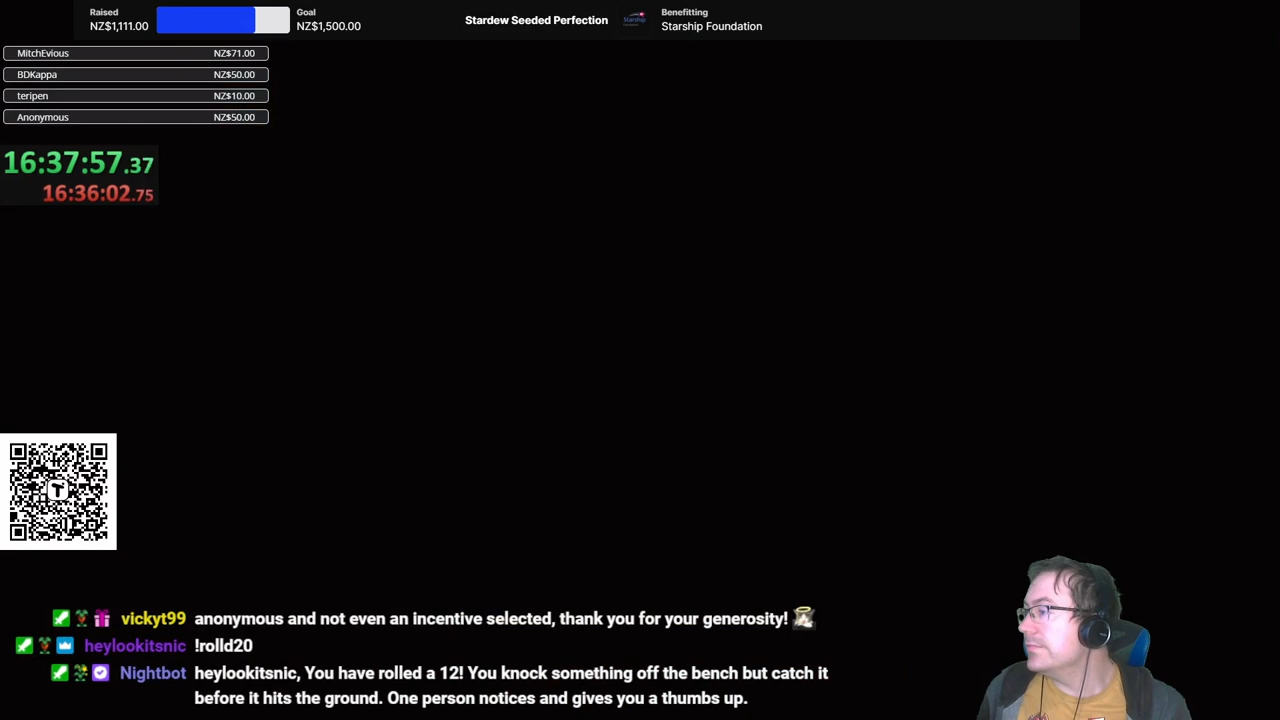 Raised
NZ$1,111.00
Goal
NZ$1,500.00
Stardew Seeded Perfection
Starship
Benefitting
Starship Foundation
MitchEvious NZ$71.00
BDKappa NZ$50.00
teripen NZ$10.00
Anonymous NZ$50.00
16:37:57.37
16:36:02.75
T
vickyt99 anonymous and not even an incentive selected, thank you for your generosity!
heylookitsnic !rolld20
Nightbot heylookitsnic, You have rolled a 12! You knock something off the bench but catch it
before it hits the ground. One person notices and gives you a thumbs up.